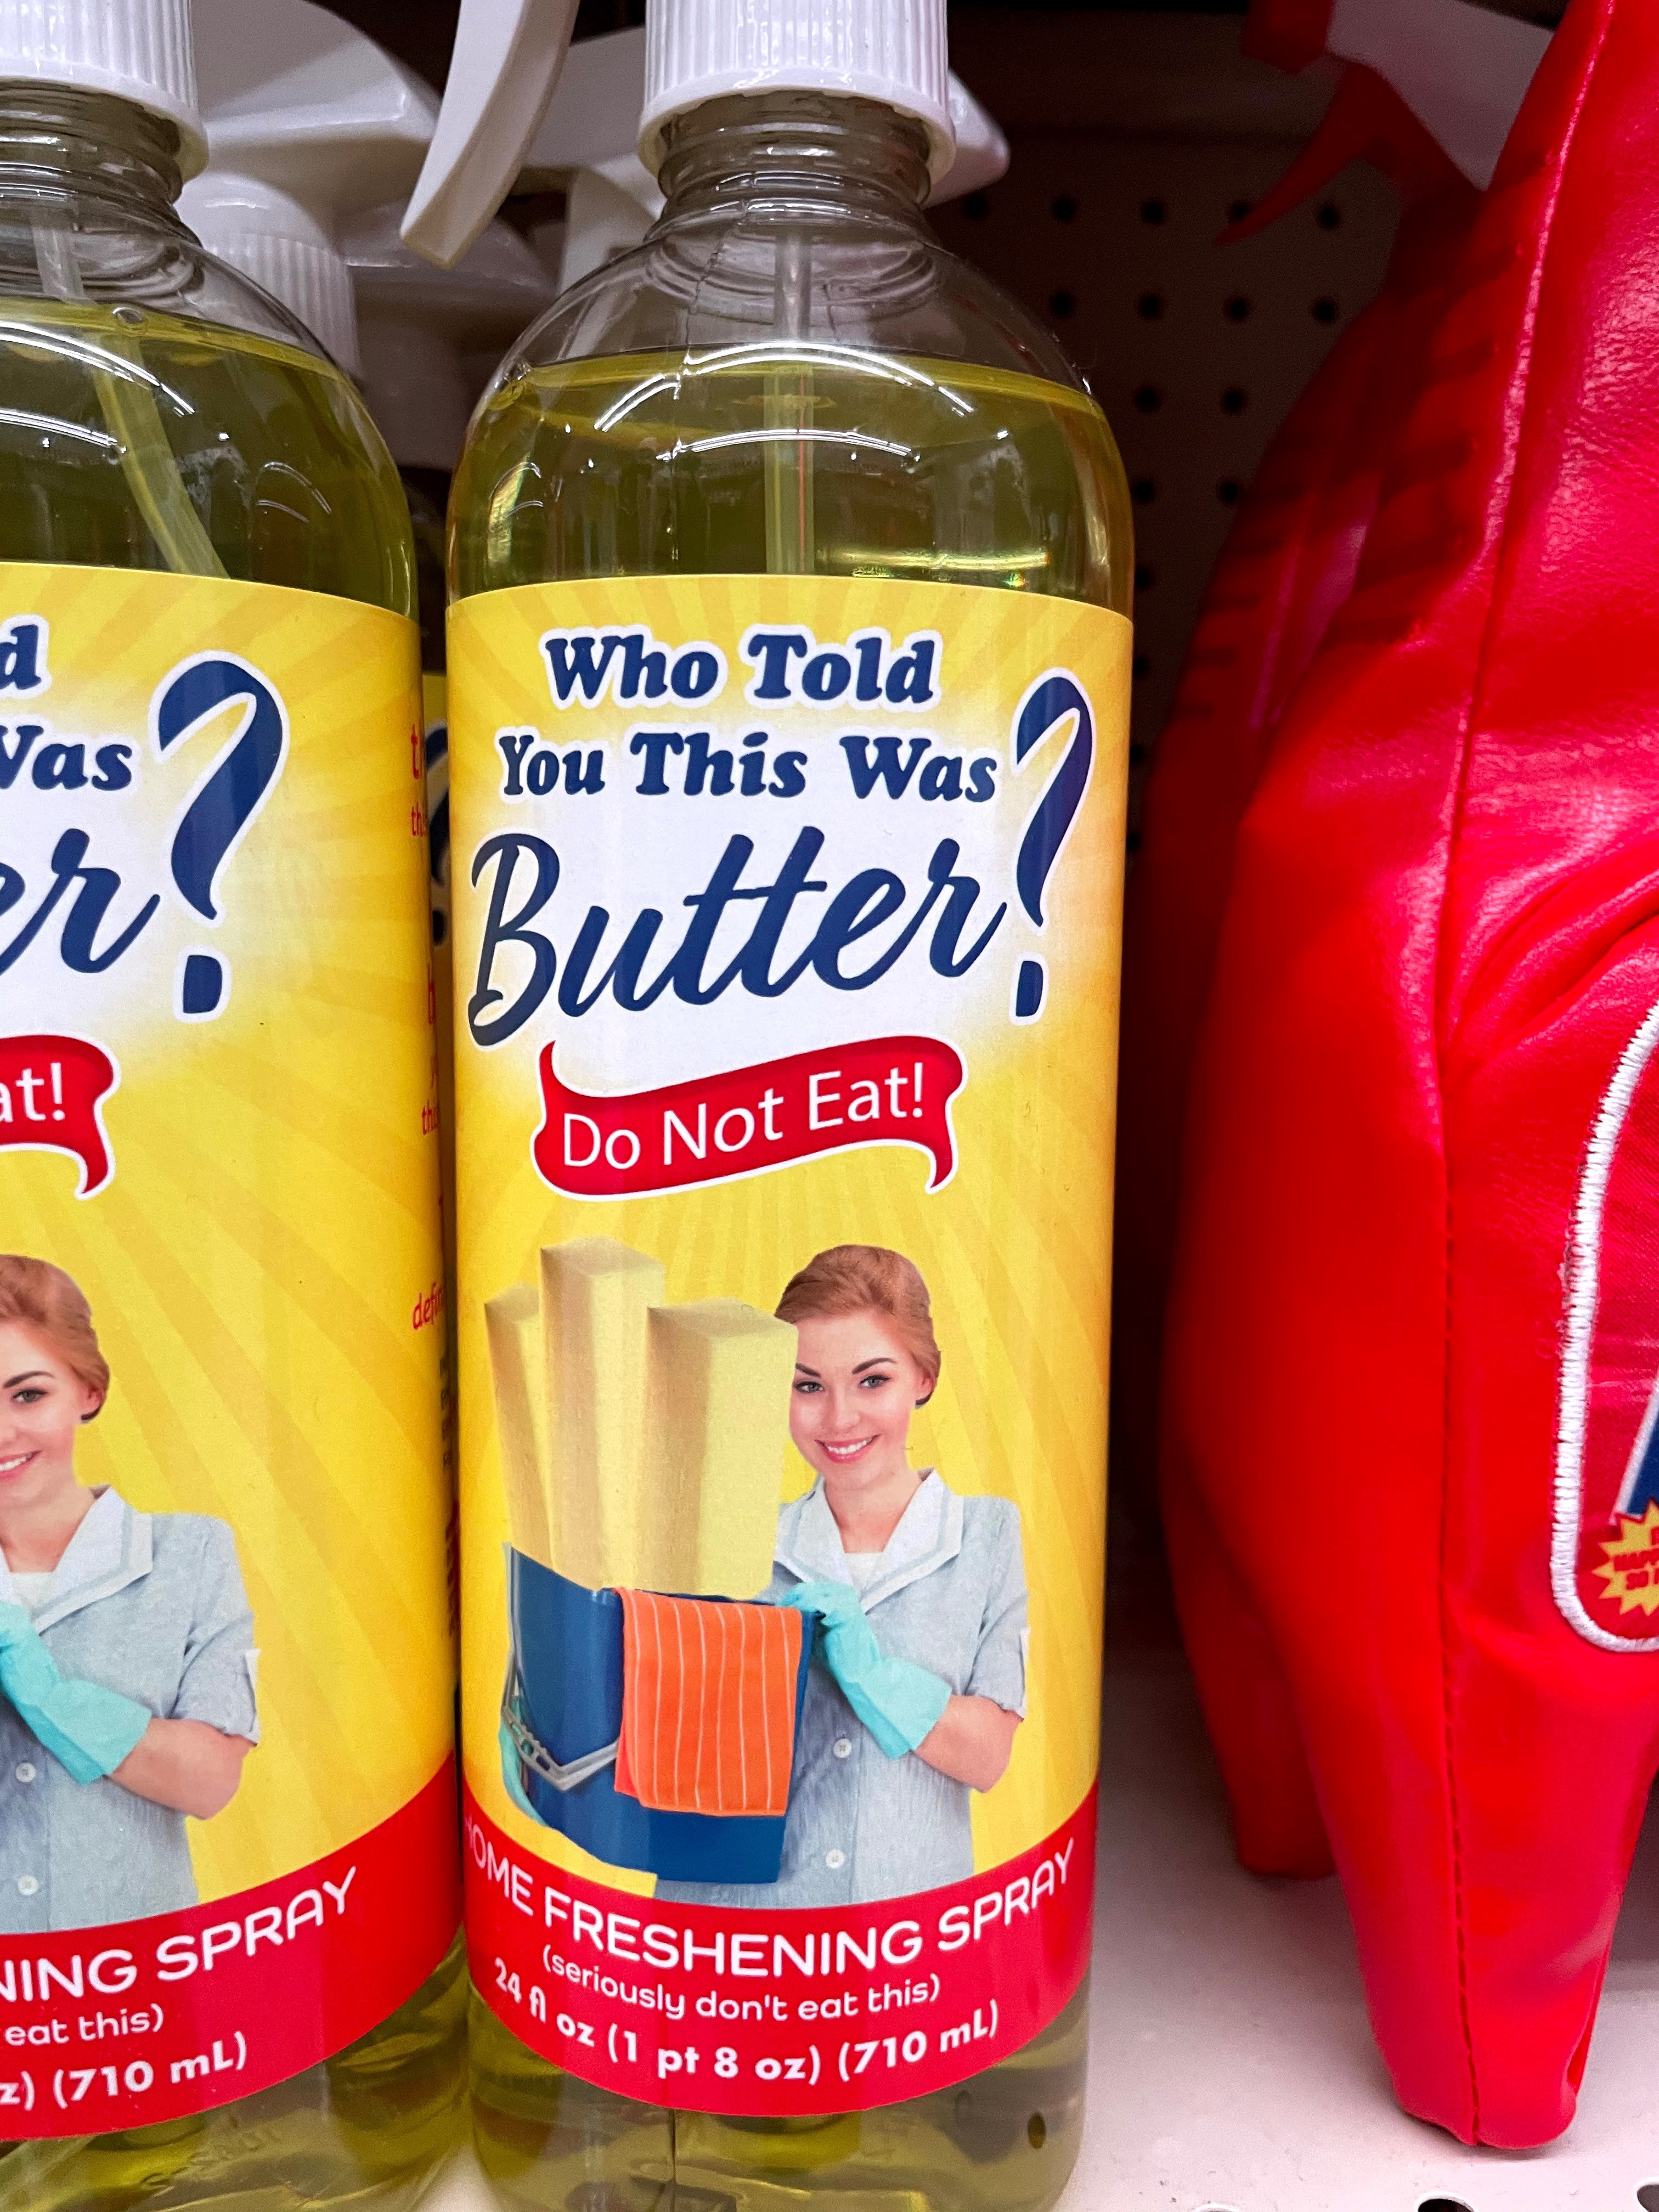 Who Told
You This Was
Butter?
Do Not Eat!
HOME FRESHENING SPRAY
(seriously don't eat this)
24 fl oz (1 pt 8 oz) (710 mL)
d
Was
er?
at!
NING SPRAY
eat this)
z) (710 mL)